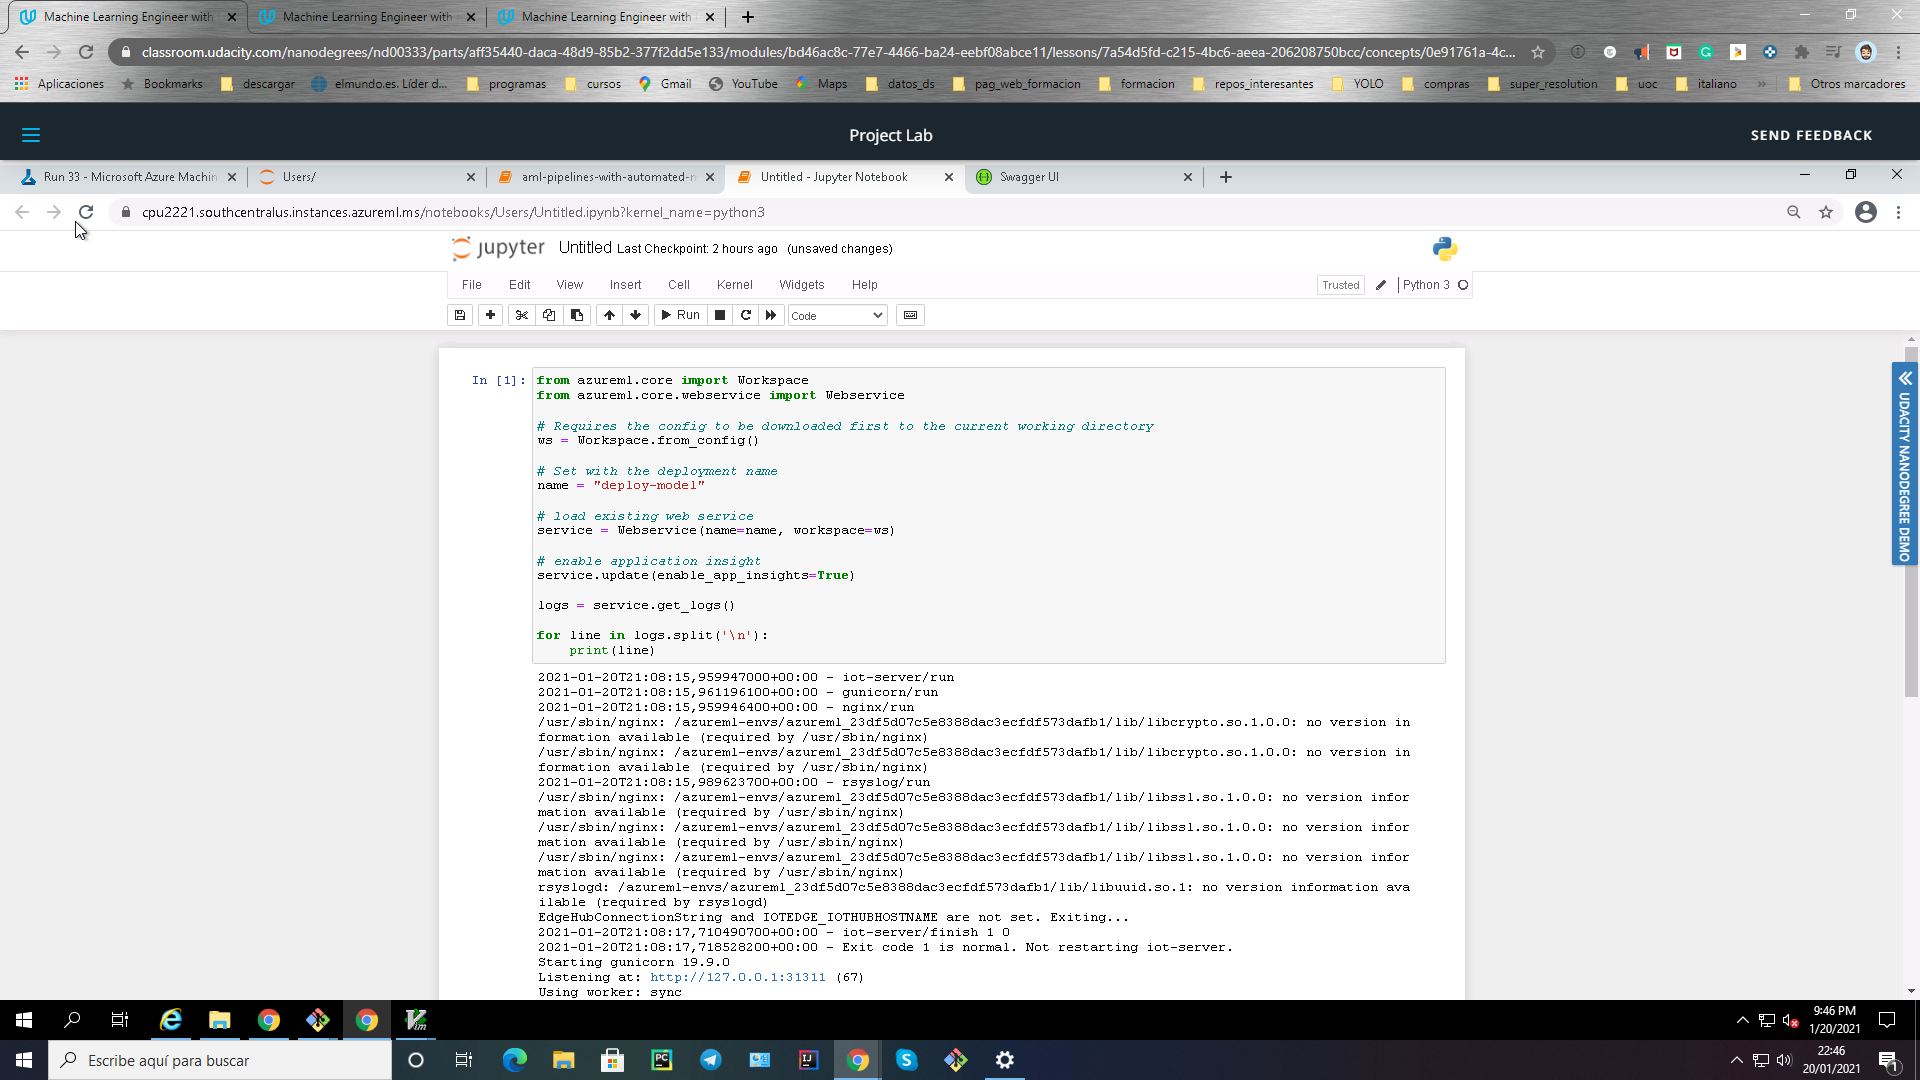 Machine Learning Engineer with
Machine Learning Engineer with
Machine Learning Engineer with
classroom.udacity.com/nanodegrees/nd00333/parts/aff35440-daca-48d9-85b2-377f2dd5e133/modules/bd46ac8c-77e7-4466-ba24-eebf08abce11/lessons/7a54d5fd-c215-4bc6-aeea-206208750bcc/concepts/0e91761a-4c...
Aplicaciones
Bookmarks
descargar
elmundo.es. Líder d...
programas
cursos
Gmail
YouTube
Maps
datos_ds
pag_web_formacion
formacion
repos_interesantes
YOLO
compras
super_resolution
uoc
italiano
»
Otros marcadores
Project Lab
SEND FEEDBACK
Run 33 - Microsoft Azure Machin
Users/
aml-pipelines-with-automated-n
Untitled - Jupyter Notebook
Swagger UI
cpu2221.southcentralus.instances.azureml.ms/notebooks/Users/Untitled.ipynb?kernel_name=python3
jupyter Untitled Last Checkpoint: 2 hours ago (unsaved changes)
File Edit View Insert Cell Kernel Widgets Help
Trusted
Python 3
Run
Code
In [1]:
from azureml.core import Workspace
from azureml.core.webservice import Webservice
# Requires the config to be downloaded first to the current working directory
ws = Workspace.from_config()
# Set with the deployment name
name = "deploy-model"
# load existing web service
service = Webservice(name=name, workspace=ws)
# enable application insight
service.update(enable_app_insights=True)
logs = service.get_logs()
for line in logs.split('\n'):
print(line)
2021-01-20T21:08:15,959947000+00:00 - iot-server/run
2021-01-20T21:08:15,961196100+00:00 - gunicorn/run
2021-01-20T21:08:15,959946400+00:00 - nginx/run
/usr/sbin/nginx: /azureml-envs/azureml_23df5d07c5e8388dac3ecfdf573dafb1/lib/libcrypto.so.1.0.0: no version in
formation available (required by /usr/sbin/nginx)
/usr/sbin/nginx: /azureml-envs/azureml_23df5d07c5e8388dac3ecfdf573dafb1/lib/libcrypto.so.1.0.0: no version in
formation available (required by /usr/sbin/nginx)
2021-01-20T21:08:15,989623700+00:00 - rsyslog/run
/usr/sbin/nginx: /azureml-envs/azureml_23df5d07c5e8388dac3ecfdf573dafb1/lib/libssl.so.1.0.0: no version infor
mation available (required by /usr/sbin/nginx)
/usr/sbin/nginx: /azureml-envs/azureml_23df5d07c5e8388dac3ecfdf573dafb1/lib/libssl.so.1.0.0: no version infor
mation available (required by /usr/sbin/nginx)
/usr/sbin/nginx: /azureml-envs/azureml_23df5d07c5e8388dac3ecfdf573dafb1/lib/libssl.so.1.0.0: no version infor
mation available (required by /usr/sbin/nginx)
rsyslogd: /azureml-envs/azureml_23df5d07c5e8388dac3ecfdf573dafb1/lib/libuuid.so.1: no version information ava
ilable (required by rsyslogd)
EdgeHubConnectionString and IOTEDGE_IOTHUBHOSTNAME are not set. Exiting...
2021-01-20T21:08:17,710490700+00:00 - iot-server/finish 1 0
2021-01-20T21:08:17,718528200+00:00 - Exit code 1 is normal. Not restarting iot-server.
Starting gunicorn 19.9.0
Listening at: http://127.0.0.1:31311 (67)
Using worker: sync
UDACITY NANODEGREE DEMO
9:46 PM
1/20/2021
Escribe aquí para buscar
22:46
20/01/2021
1